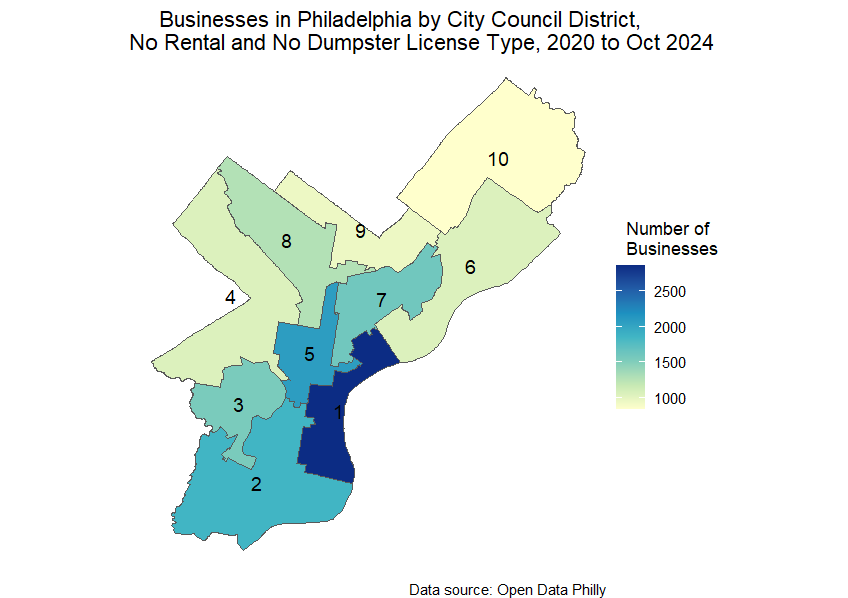 Businesses in Philadelphia by City Council District,
No Rental and No Dumpster License Type, 2020 to Oct 2024
10
9
8
6
7
4
5
3
1
2
Number of
Businesses
2500
2000
1500
1000
Data source: Open Data Philly